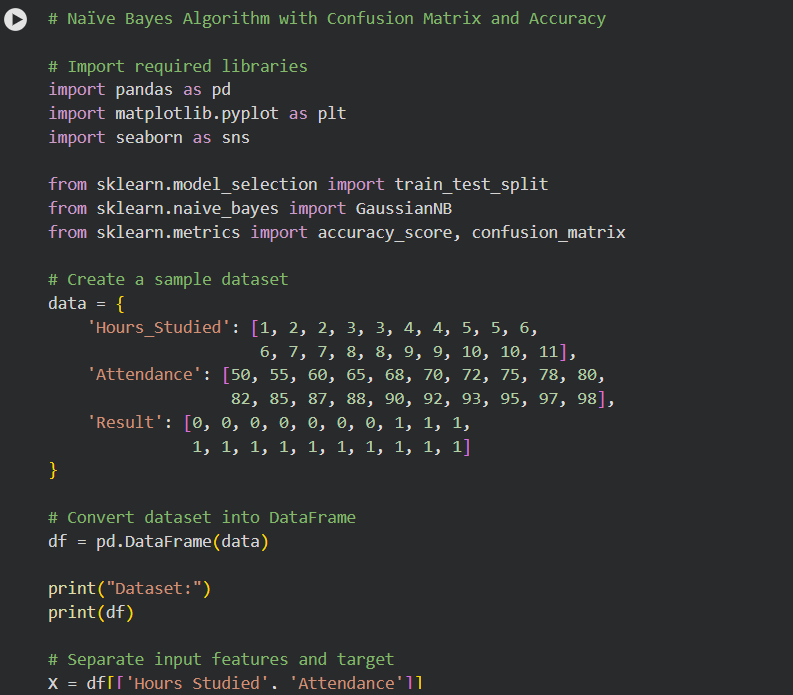 # Naïve Bayes Algorithm with Confusion Matrix and Accuracy
# Import required libraries
import pandas as pd
import matplotlib.pyplot as plt
import seaborn as sns
from sklearn.model_selection import train_test_split
from sklearn.naive_bayes import GaussianNB
from sklearn.metrics import accuracy_score, confusion_matrix
# Create a sample dataset
data = {
    'Hours_Studied': [1, 2, 2, 3, 3, 4, 4, 5, 5, 6,
                      6, 7, 7, 8, 8, 9, 9, 10, 10, 11],
    'Attendance': [50, 55, 60, 65, 68, 70, 72, 75, 78, 80,
                   82, 85, 87, 88, 90, 92, 93, 95, 97, 98],
    'Result': [0, 0, 0, 0, 0, 0, 0, 1, 1, 1,
               1, 1, 1, 1, 1, 1, 1, 1, 1, 1]
}
# Convert dataset into DataFrame
df = pd.DataFrame(data)
print("Dataset:")
print(df)
# Separate input features and target
X = df[['Hours_Studied', 'Attendance']]